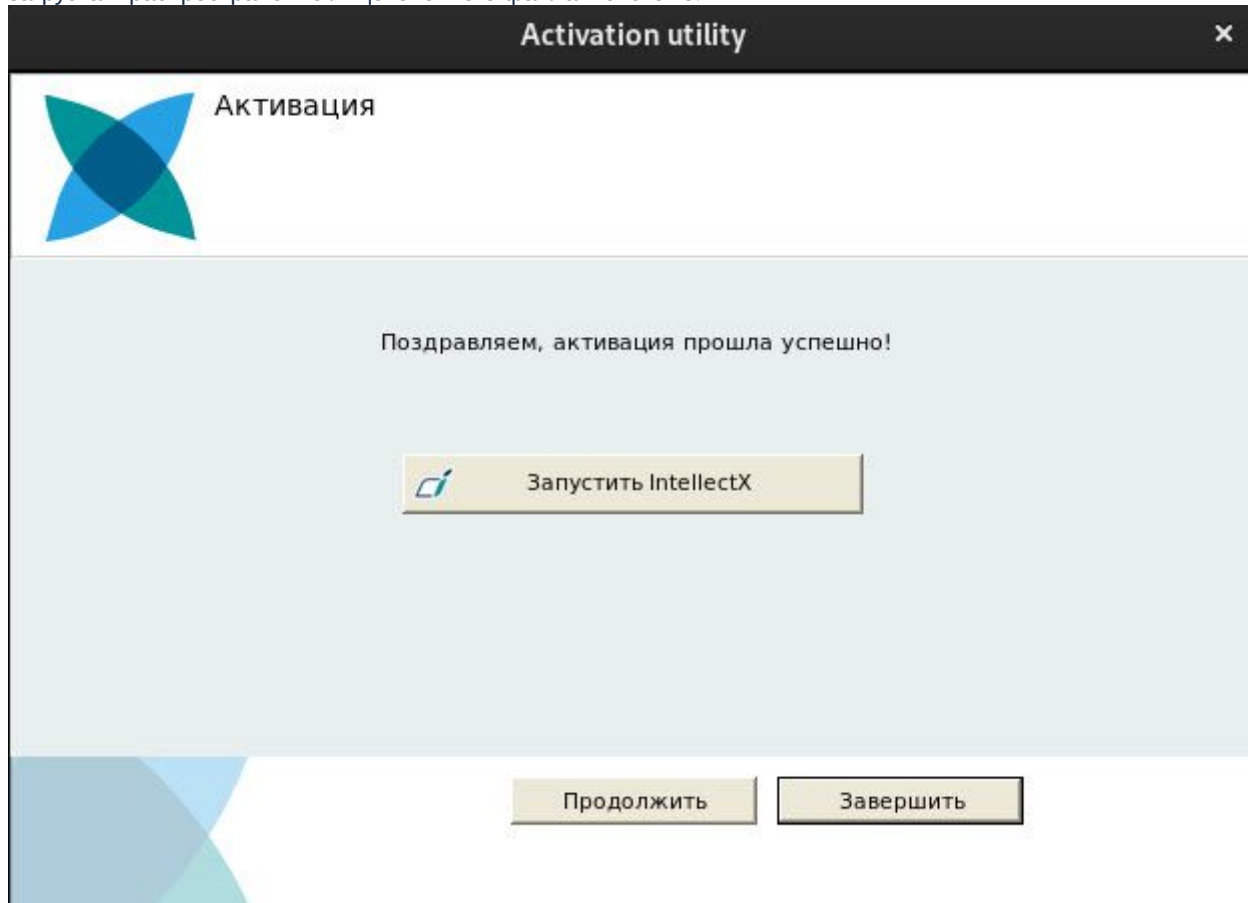 Activation utility
Активация
Поздравляем, активация прошла успешно!
Запустить IntellectX
Продолжить
Завершить